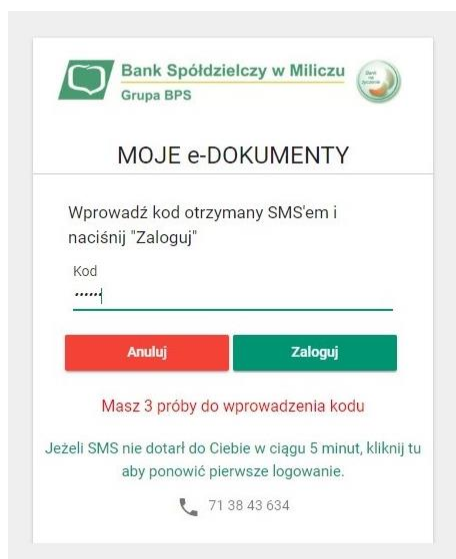 Bank Spółdzielczy w Miliczu
Grupa BPS
MOJE e-DOKUMENTY
Wprowadź kod otrzymany SMS'em i
naciśnij "Zaloguj"
Kod
••••••
Anuluj
Zaloguj
Masz 3 próby do wprowadzenia kodu
Jeżeli SMS nie dotarł do Ciebie w ciągu 5 minut, kliknij tu
aby ponowić pierwsze logowanie.
71 38 43 634